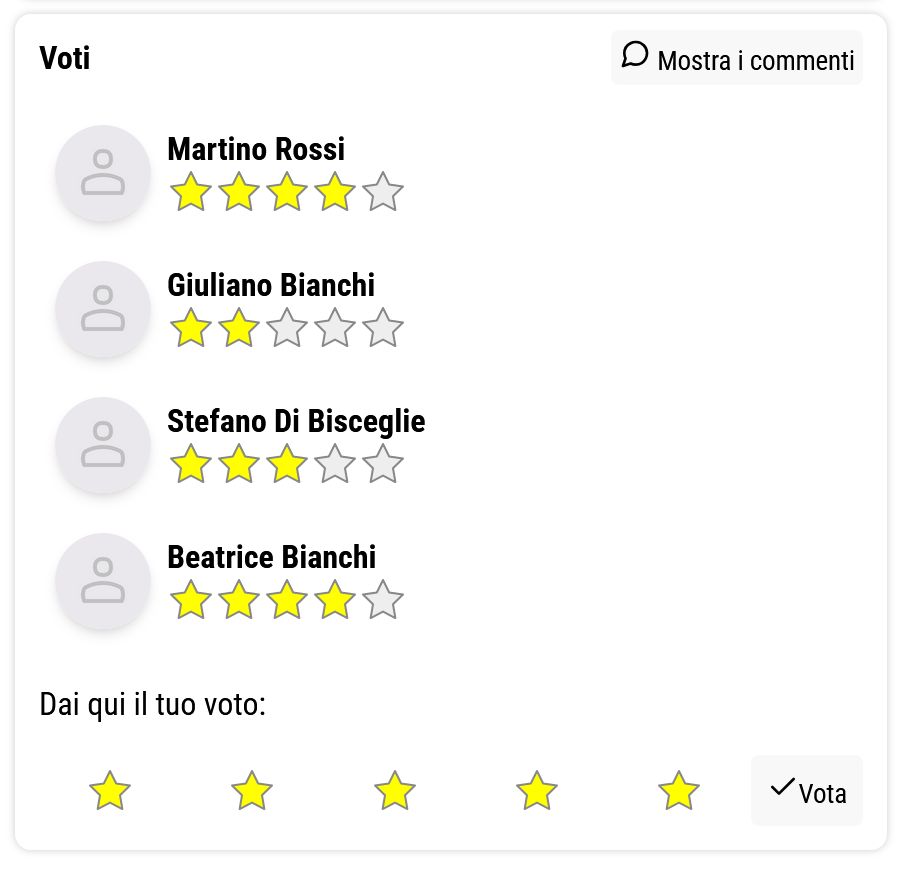 Voti
Mostra i commenti
Martino Rossi
Giuliano Bianchi
Stefano Di Bisceglie
Beatrice Bianchi
Dai qui il tuo voto:
Vota